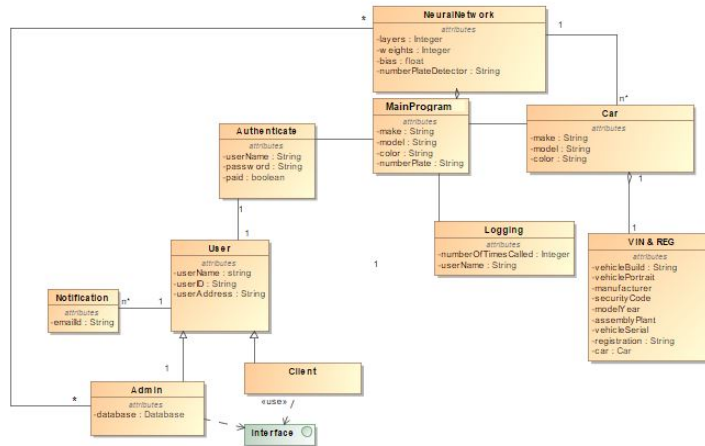 NeuralNetwork
attributes
-layers : Integer
-weights : Integer
-bias : float
-numberPlateDetector : String
*
1
n*
MainProgram
attributes
-make : String
-model : String
-color : String
-numberPlate : String
Car
attributes
-make : String
-model : String
-color : String
1
1
Authenticate
attributes
-userName : String
-password : String
-paid : boolean
1
1
Logging
attributes
-numberOfTimesCalled : Integer
-userName : String
VIN & REG
attributes
-vehicleBuild : String
-vehiclePortrait
-manufacturer
-securityCode
-modelYear
-assemblyPlant
-vehicleSerial
-registration : String
-car : Car
User
attributes
-userName : string
-userID : String
-userAddress : String
1
Notification
attributes
-emailId : String
n*
1
1
Client
Admin
attributes
-database : Database
*
«use» /
Interface